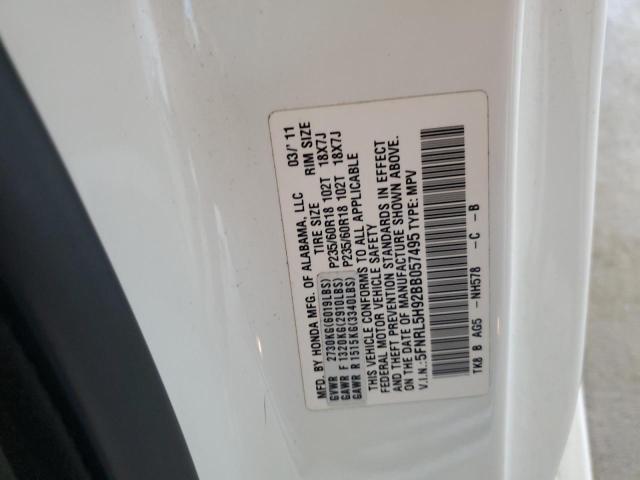 MFD. BY HONDA MFG. OF ALABAMA, LLC 03/'11
TIRE SIZE RIM SIZE
GVWR 2730KG(6019LBS)
GAWR F 1320KG(2910LBS) P235/60R18 102T 18X7J
GAWR R 1515KG(3340LBS) P235/60R18 102T 18X7J
THIS VEHICLE CONFORMS TO ALL APPLICABLE
FEDERAL MOTOR VEHICLE SAFETY
AND THEFT PREVENTION STANDARDS IN EFFECT
ON THE DATE OF MANUFACTURE SHOWN ABOVE.
V.I.N.: 5FNRL5H92BB057495 TYPE: MPV
TK8 B AG5 -NH578 -C -B